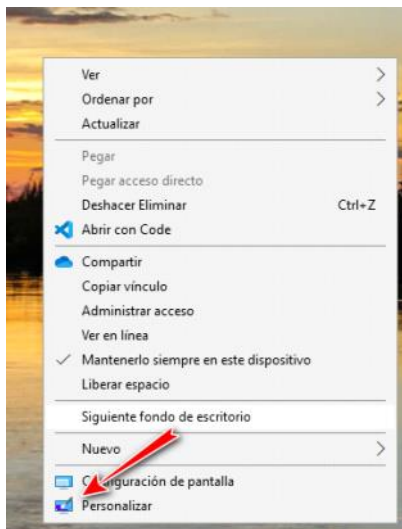 Ver
Ordenar por
Actualizar
Pegar
Pegar acceso directo
Deshacer Eliminar Ctrl+Z
Abrir con Code
Compartir
Copiar vínculo
Administrar acceso
Ver en línea
Mantenerlo siempre en este dispositivo
Liberar espacio
Siguiente fondo de escritorio
Nuevo
de pantalla
Personalizar